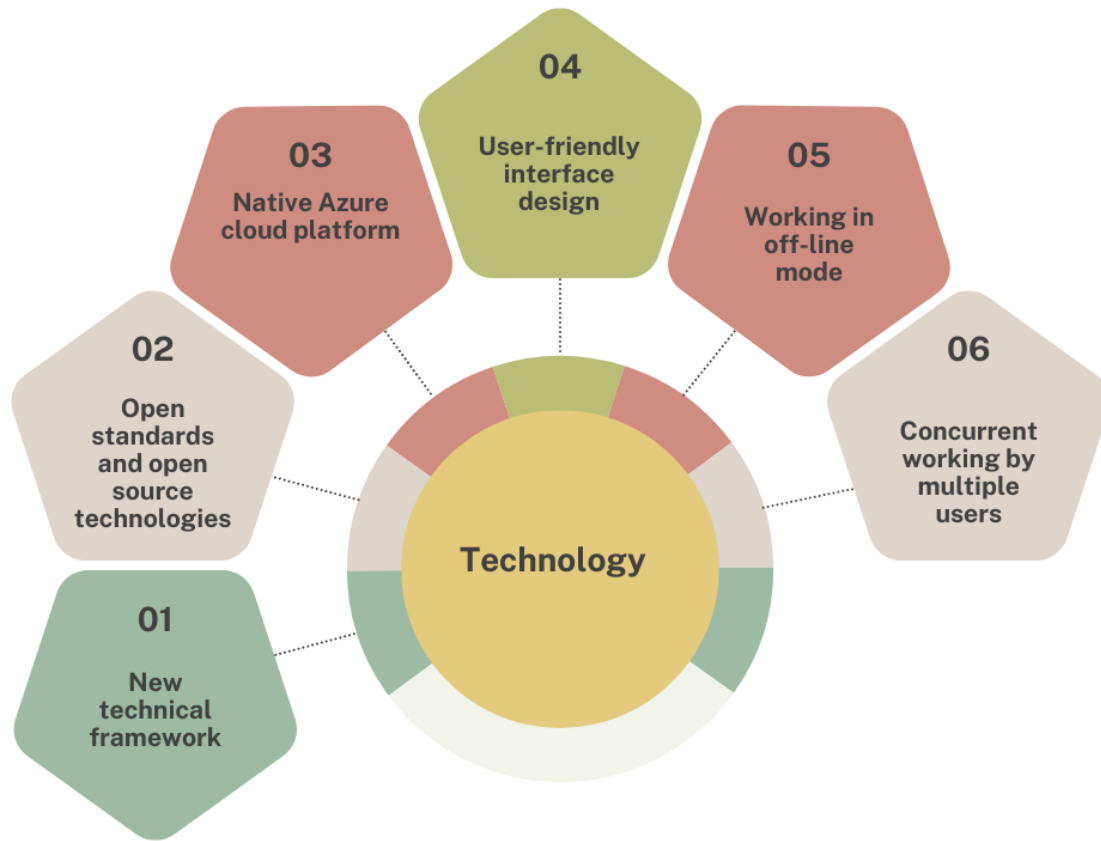 01
New
technical
framework
02
Open
standards
and open
source
technologies
03
Native Azure
cloud platform
04
User-friendly
interface
design
05
Working in
off-line
mode
06
Concurrent
working by
multiple
users
Technology